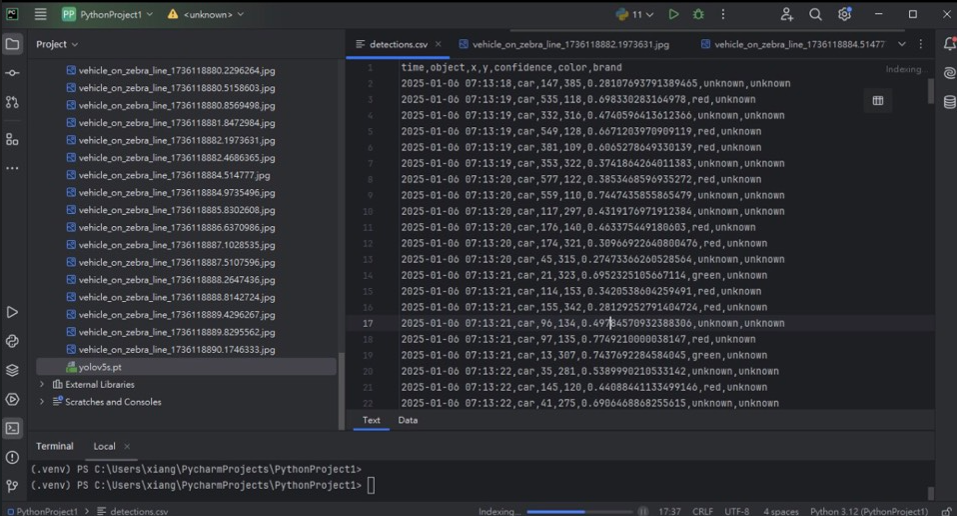 PC PP PythonProject1 <unknown> 11
Project
detections.csv vehicle_on_zebra_line_1736118882.1973631.jpg vehicle_on_zebra_line_1736118884.51477
vehicle_on_zebra_line_1736118880.2296264.jpg
vehicle_on_zebra_line_1736118880.5158603.jpg
vehicle_on_zebra_line_1736118880.8569498.jpg
vehicle_on_zebra_line_1736118881.8472984.jpg
vehicle_on_zebra_line_1736118882.1973631.jpg
vehicle_on_zebra_line_1736118882.4686365.jpg
vehicle_on_zebra_line_1736118884.514777.jpg
vehicle_on_zebra_line_1736118884.9735496.jpg
vehicle_on_zebra_line_1736118885.8302608.jpg
vehicle_on_zebra_line_1736118886.6370986.jpg
vehicle_on_zebra_line_1736118887.1028535.jpg
vehicle_on_zebra_line_1736118887.5107596.jpg
vehicle_on_zebra_line_1736118888.2647436.jpg
vehicle_on_zebra_line_1736118888.8142724.jpg
vehicle_on_zebra_line_1736118889.4296267.jpg
vehicle_on_zebra_line_1736118889.8295562.jpg
vehicle_on_zebra_line_1736118890.1746333.jpg
yolov5s.pt
External Libraries
Scratches and Consoles
1 time,object,x,y,confidence,color,brand
Indexing...
2 2025-01-06 07:13:18,car,147,385,0.28107693791389465,unknown,unknown
3 2025-01-06 07:13:19,car,535,118,0.698330283164978,red,unknown
4 2025-01-06 07:13:19,car,332,316,0.4740596413612366,unknown,unknown
5 2025-01-06 07:13:19,car,549,128,0.6671203970909119,red,unknown
6 2025-01-06 07:13:19,car,381,109,0.6065278649330139,red,unknown
7 2025-01-06 07:13:19,car,353,322,0.3741864264011383,unknown,unknown
8 2025-01-06 07:13:20,car,577,122,0.3853468596935272,red,unknown
9 2025-01-06 07:13:20,car,559,110,0.7447435855865479,unknown,unknown
10 2025-01-06 07:13:20,car,117,297,0.4319176971912384,unknown,unknown
11 2025-01-06 07:13:20,car,176,140,0.463375449180603,red,unknown
12 2025-01-06 07:13:20,car,174,321,0.30966922640800476,red,unknown
13 2025-01-06 07:13:20,car,45,315,0.27473366260528564,unknown,unknown
14 2025-01-06 07:13:21,car,21,323,0.6952325105667114,green,unknown
15 2025-01-06 07:13:21,car,114,153,0.3420538604259491,red,unknown
16 2025-01-06 07:13:21,car,155,342,0.28129252791404724,red,unknown
17 2025-01-06 07:13:21,car,96,134,0.49784570932388306,unknown,unknown
18 2025-01-06 07:13:21,car,97,135,0.7749210000038147,red,unknown
19 2025-01-06 07:13:21,car,13,307,0.7437692284584045,green,unknown
20 2025-01-06 07:13:22,car,35,281,0.5389990210533142,unknown,unknown
21 2025-01-06 07:13:22,car,145,120,0.44088441133499146,red,unknown
22 2025-01-06 07:13:22,car,41,275,0.6906468868255615,unknown,unknown
Text Data
Terminal Local
(.venv) PS C:\Users\xiang\PycharmProjects\PythonProject1>
(.venv) PS C:\Users\xiang\PycharmProjects\PythonProject1>
PythonProject1 > detections.csv Indexing... 17:37 CRLF UTF-8 4 spaces Python 3.12 (PythonProject1)